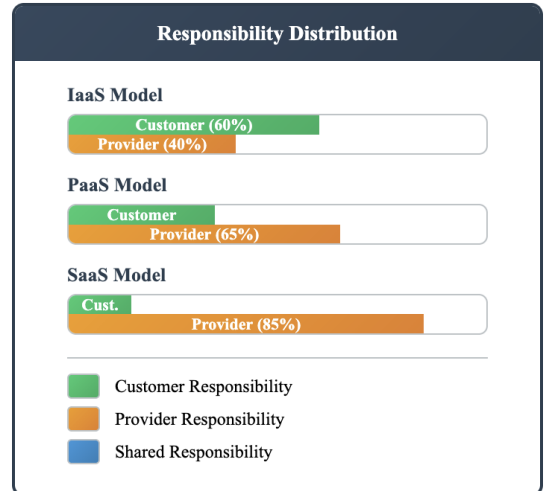 Responsibility Distribution
IaaS Model
Customer (60%)
Provider (40%)
PaaS Model
Customer
Provider (65%)
SaaS Model
Cust.
Provider (85%)
Customer Responsibility
Provider Responsibility
Shared Responsibility